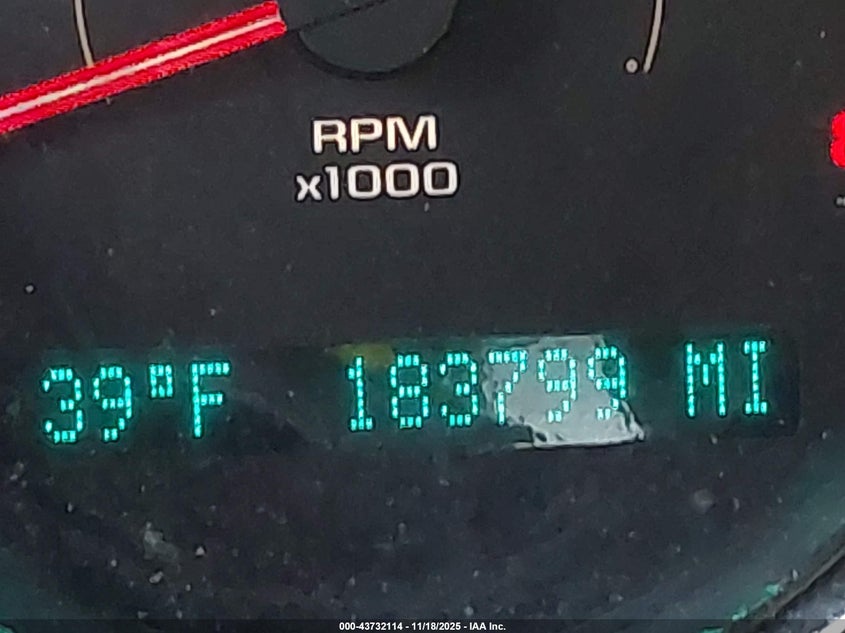 RPM
x1000
39°F 183799 MI
000-43732114 - 11/18/2025 - IAA Inc.